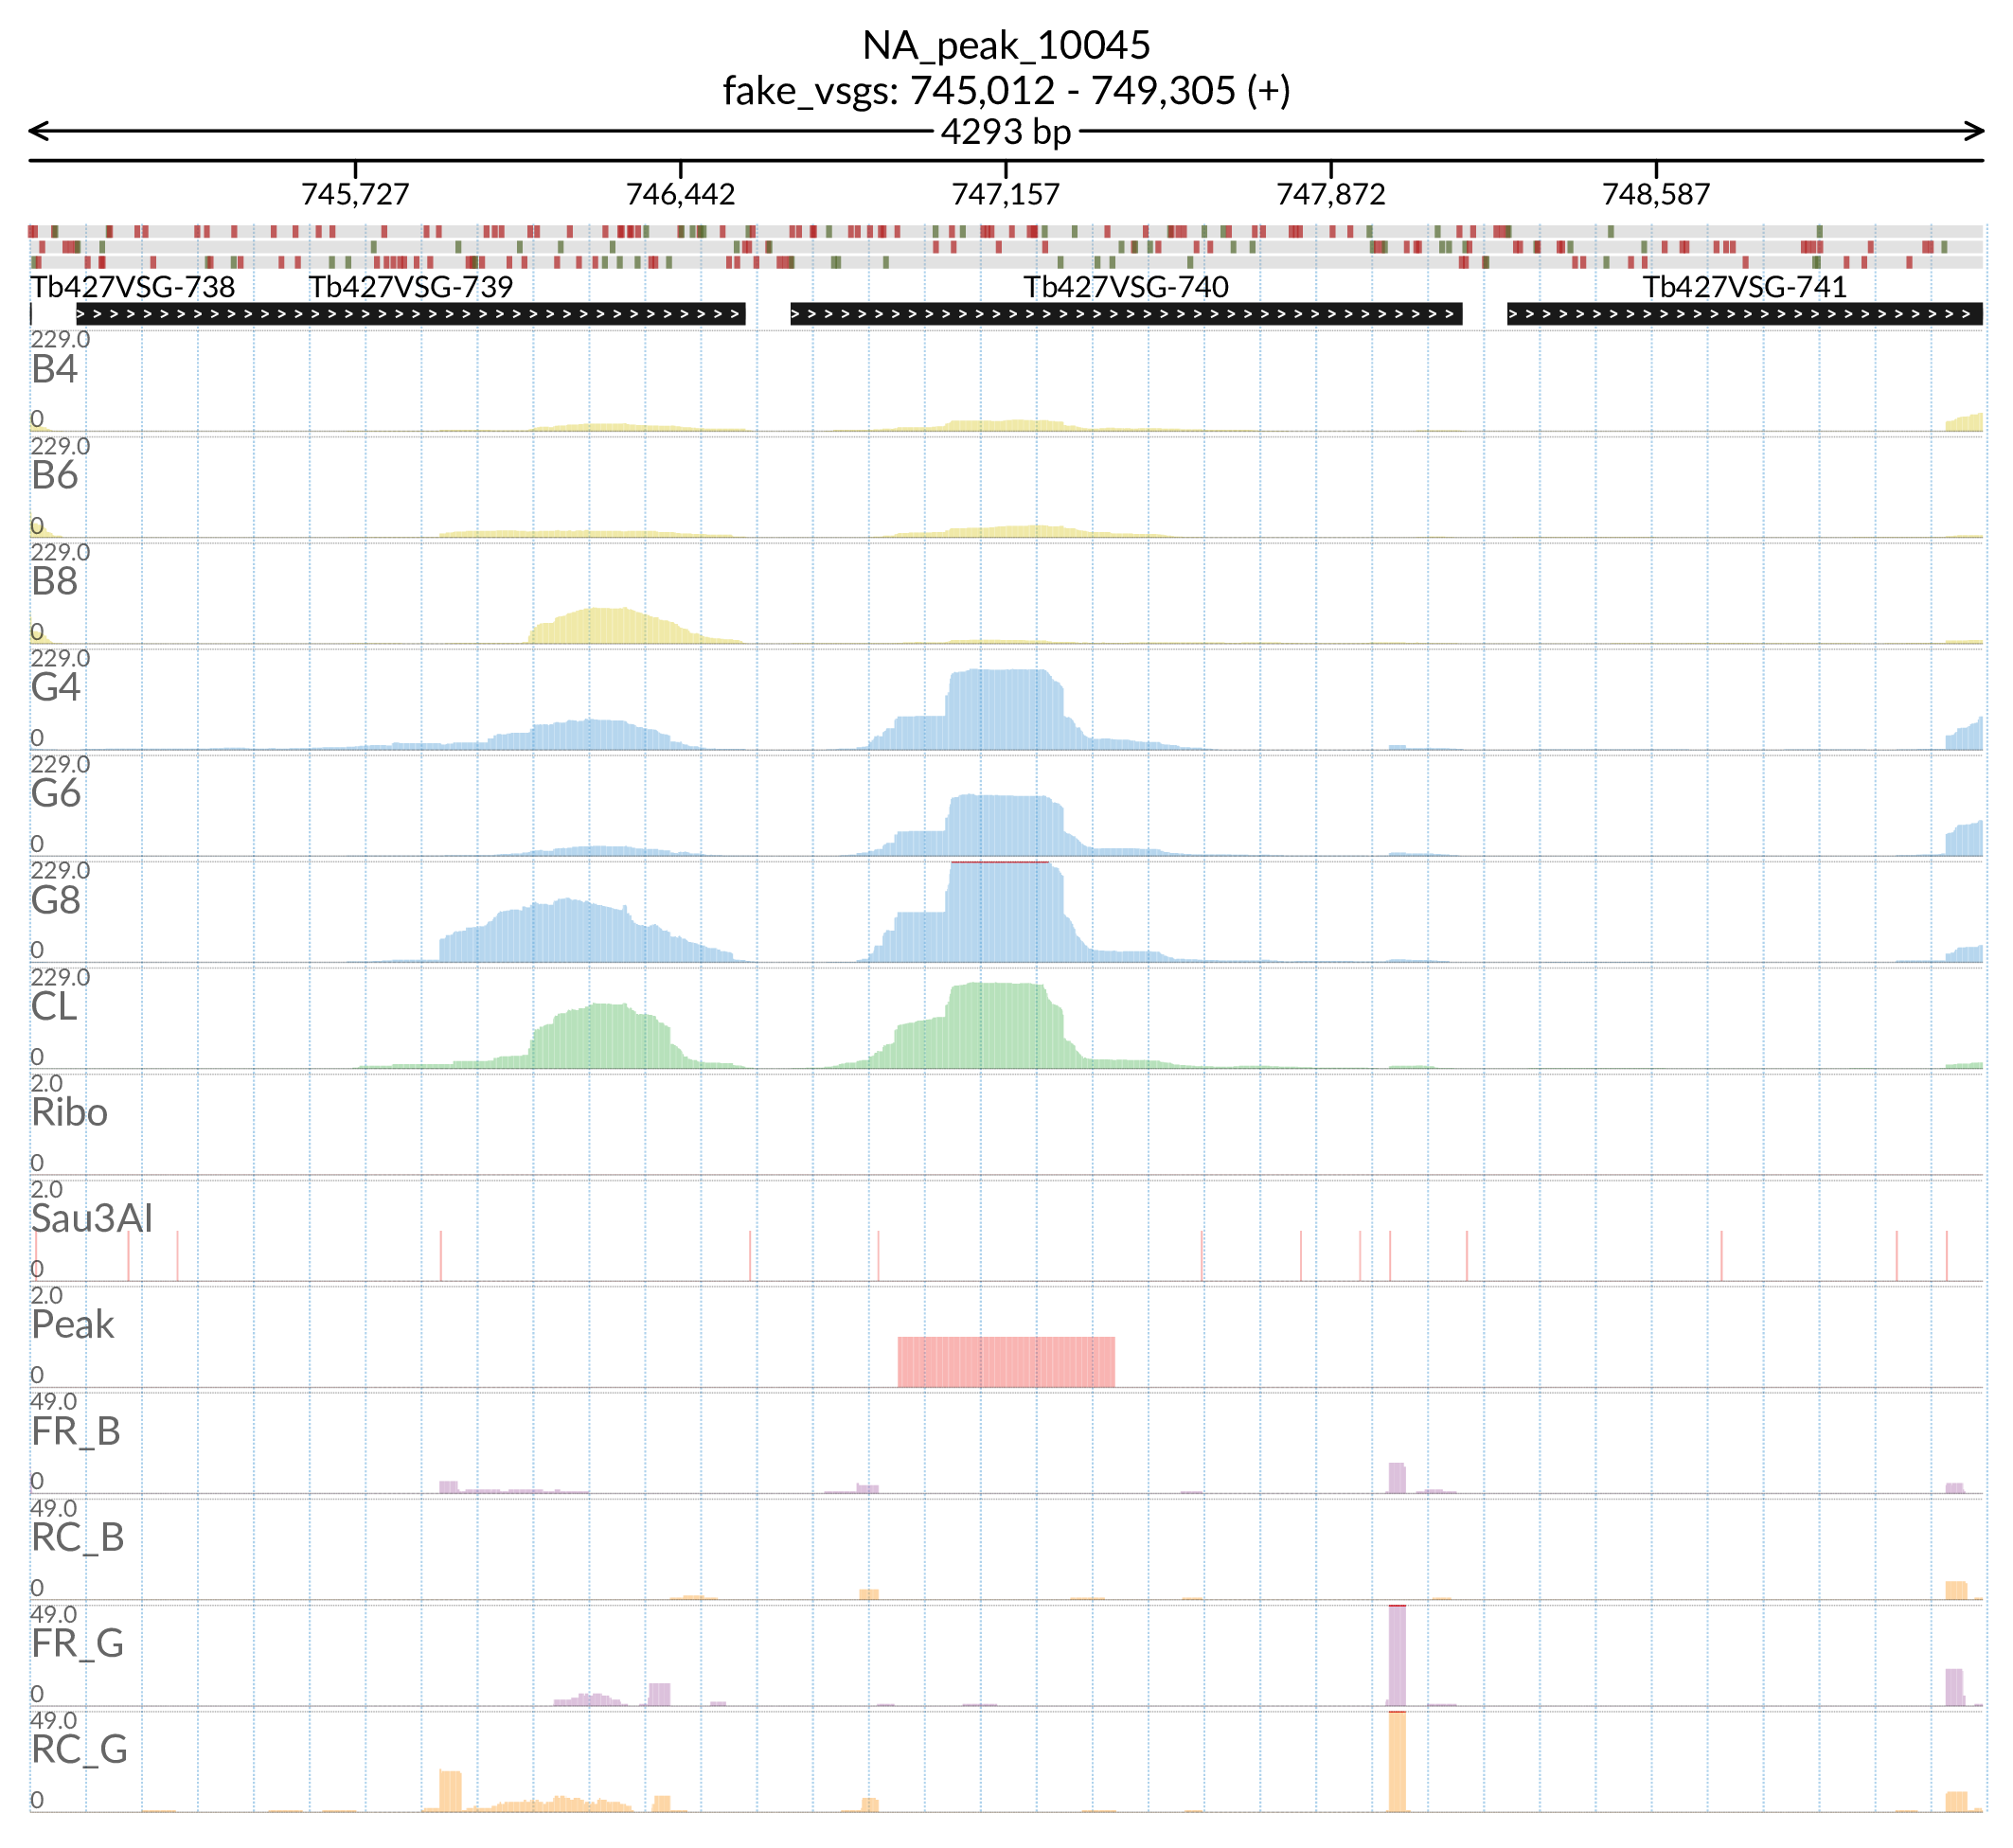 NA_peak_10045
fake_vsgs: 745,012 - 749,305 (+)
4293 bp
745,727 746,442 747,157 747,872 748,587
Tb427VSG-738 Tb427VSG-739 Tb427VSG-740 Tb427VSG-741
229.0
B4
0
229.0
B6
0
229.0
B8
0
229.0
G4
0
229.0
G6
0
229.0
G8
0
229.0
CL
0
2.0
Ribo
0
2.0
Sau3AI
0
2.0
Peak
0
49.0
FR_B
0
49.0
RC_B
0
49.0
FR_G
0
49.0
RC_G
0